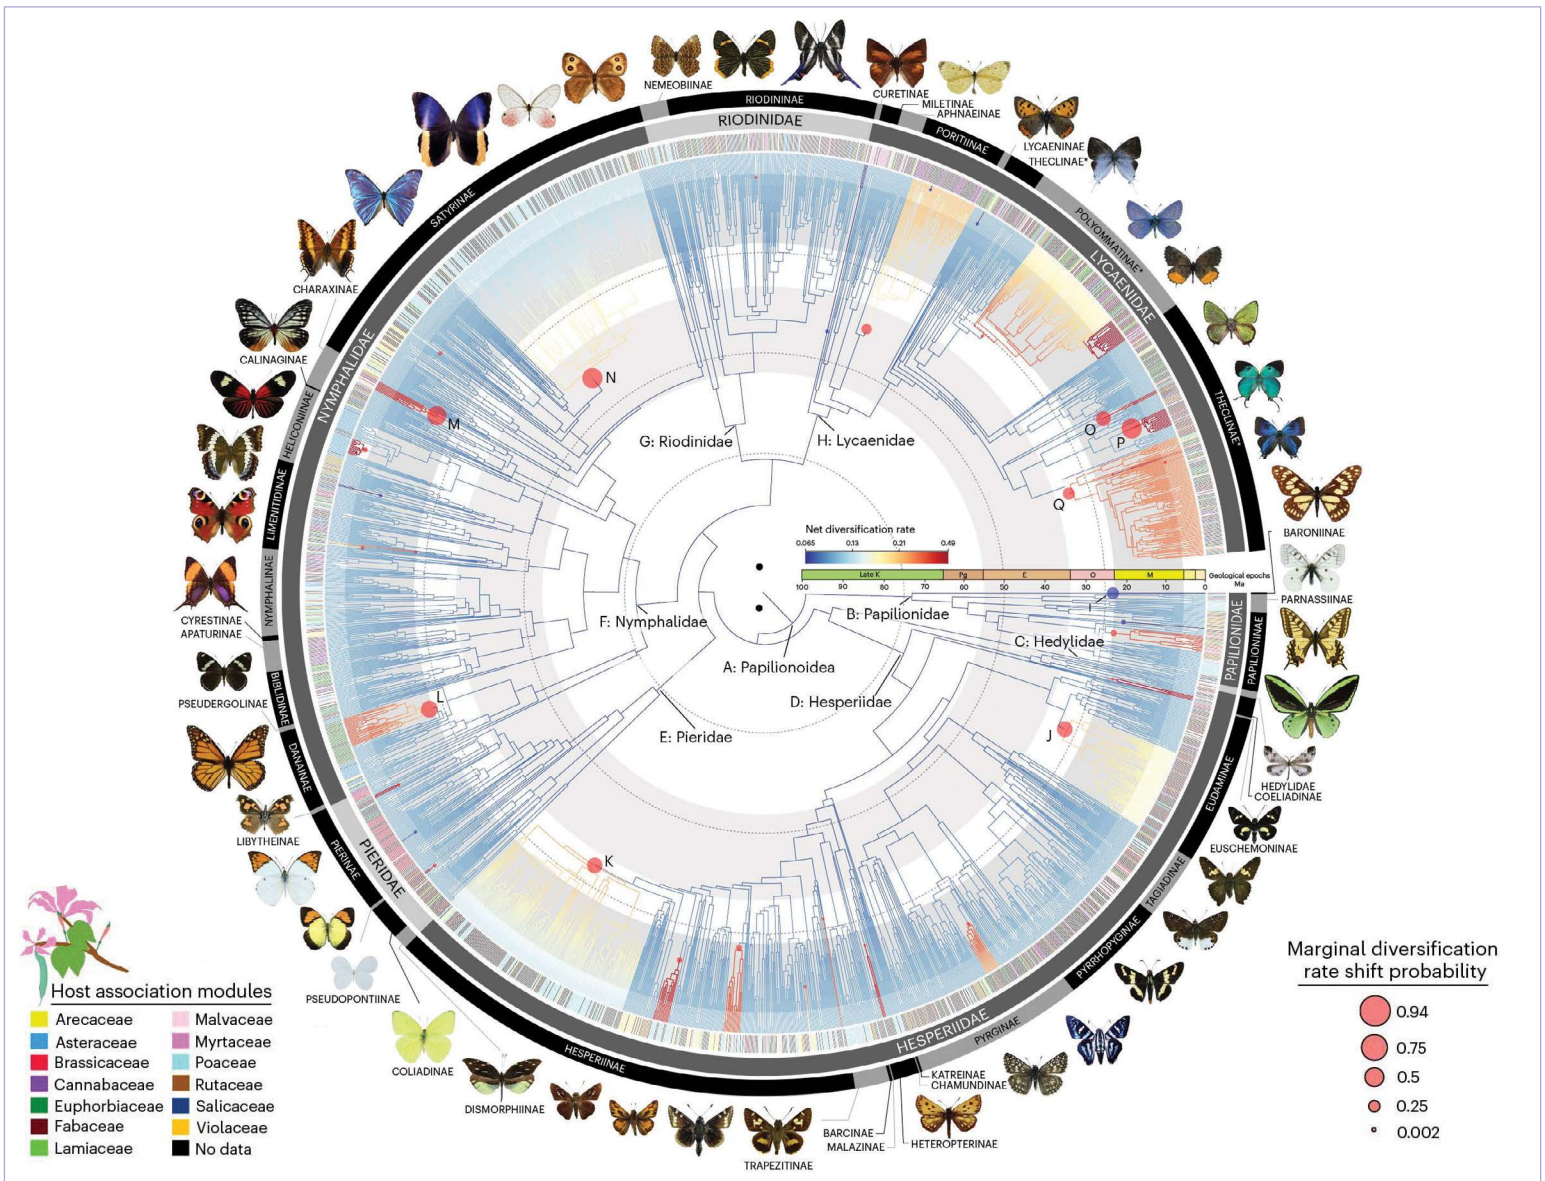 NEMEOBIINAE
RIODININAE
RIODINIDAE
CURETINAE
MILETINAE
APHNAEINAE
PORITIINAE
LYCAENINAE
THECLINAE*
POLYOMMATINAE*
LYCAENIDAE
THECLINAE*
SATYRINAE
CHARAXINAE
CALINAGINAE
NYMPHALIDAE
HELICONIINAE
LIMENITIDINAE
NYMPHALINAE
CYRESTINAE
APATURINAE
PSEUDERGOLINAE
BIBLIDINAE
DANAINAE
LIBYTHEINAE
PIERIDAE
PIERINAE
PSEUDOPONTIINAE
COLIADINAE
DISMORPHIINAE
HESPERIINAE
TRAPEZITINAE
BARCINAE
MALAZINAE
HETEROPTERINAE
KATREINAE
CHAMUNDINAE
HESPERIIDAE
PYRGINAE
PYRRHOPYGINAE
TAGIADINAE
EUDAMINAE
EUSCHEMONINAE
HEDYLIDAE
COELIADINAE
PAPILIONIDAE
PAPILIONINAE
PARNASSIINAE
BARONIINAE
N
M
G: Riodinidae
H: Lycaenidae
O
P
Q
Net diversification rate
0.065 0.13 0.21 0.49
Late K Pg E O M
Geological epochs
100 90 80 70 60 50 40 30 20 10 0 Ma
I
B: Papilionidae
F: Nymphalidae
C: Hedylidae
A: Papilionoidea
D: Hesperiidae
L
E: Pieridae
J
K
Host association modules
Arecaceae
Asteraceae
Brassicaceae
Cannabaceae
Euphorbiaceae
Fabaceae
Lamiaceae
Malvaceae
Myrtaceae
Poaceae
Rutaceae
Salicaceae
Violaceae
No data
Marginal diversification
rate shift probability
0.94
0.75
0.5
0.25
0.002